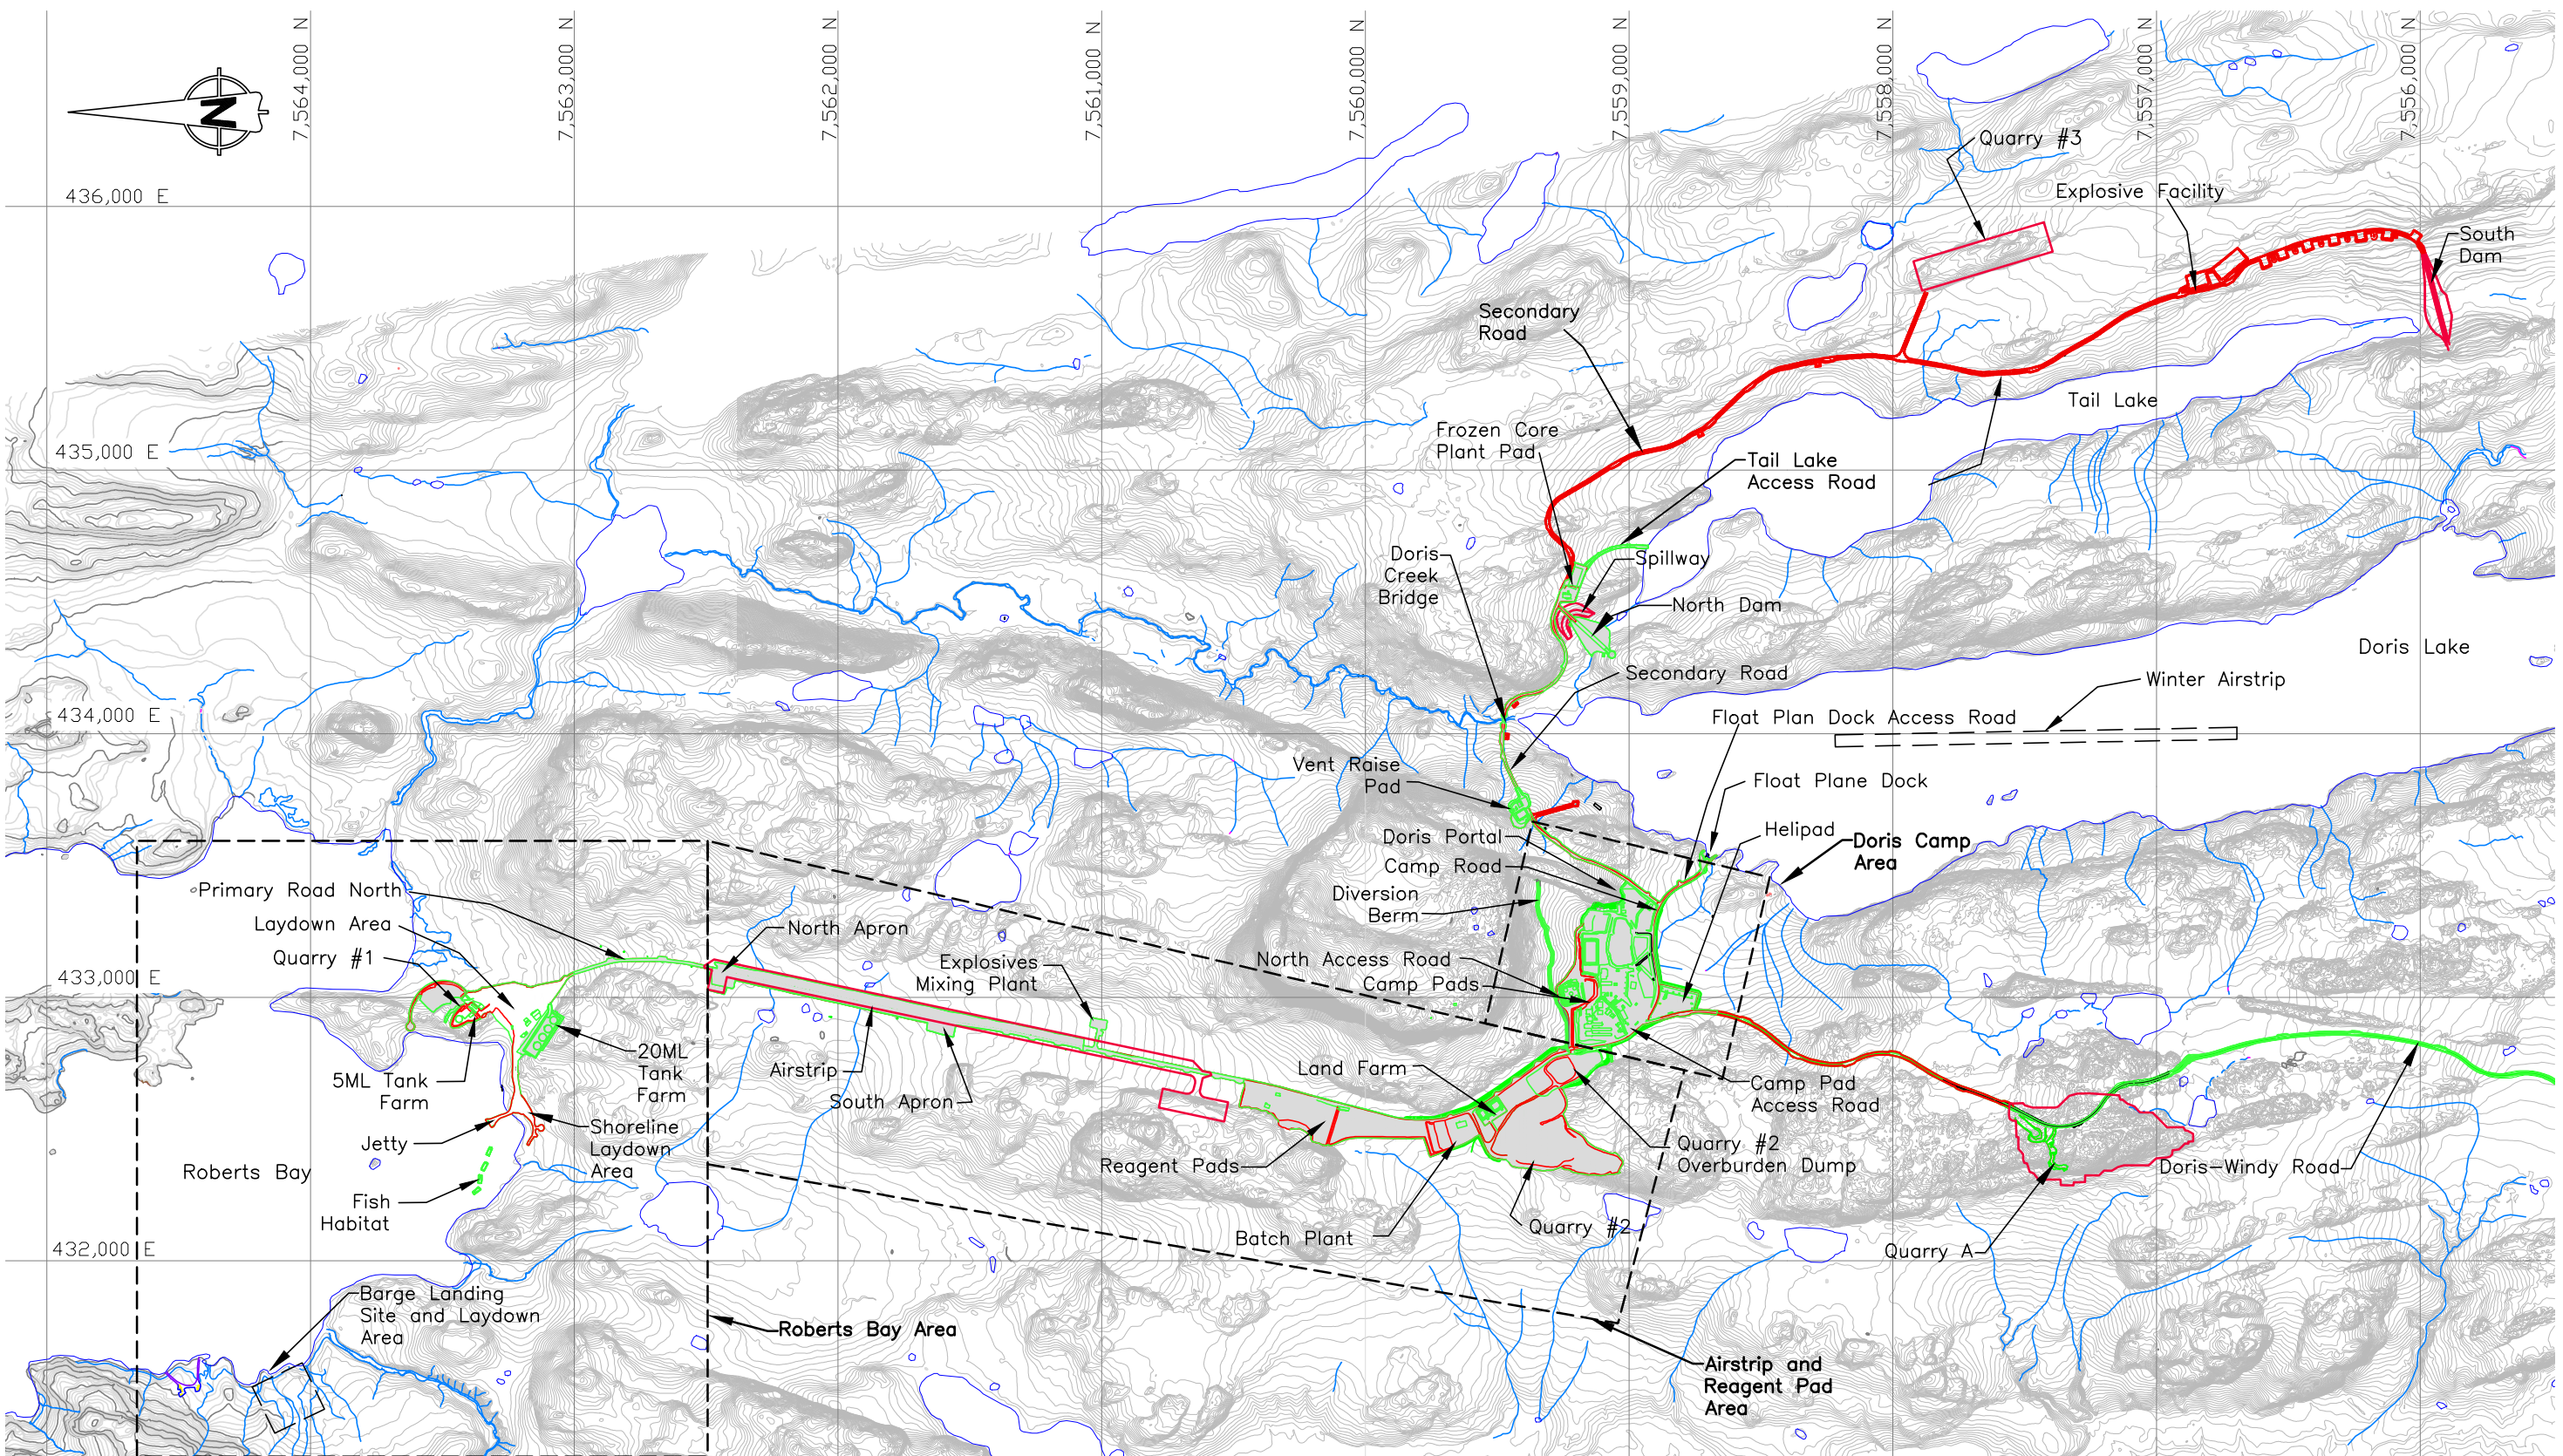 7,564,000 N
7,563,000 N
7,562,000 N
7,561,000 N
7,560,000 N
7,559,000 N
7,558,000 N
7,557,000 N
7,556,000 N
N
Quarry #3
436,000 E
Explosive Facility
South
Dam
Secondary
Road
Tail Lake
Frozen Core
Plant Pad
435,000 E
Tail Lake
Access Road
Doris
Creek
Bridge
Spillway
North Dam
Doris Lake
Secondary Road
Winter Airstrip
434,000 E
Float Plan Dock Access Road
Vent Raise
Pad
Float Plane Dock
Doris Portal
Helipad
Doris Camp
Area
Camp Road
Primary Road North
Diversion
Berm
Laydown Area
North Apron
Quarry #1
433,000 E
Explosives
Mixing Plant
North Access Road
Camp Pads
20ML
Tank
Farm
5ML Tank
Farm
Airstrip
Land Farm
South Apron
Camp Pad
Access Road
Jetty
Shoreline
Laydown
Area
Quarry #2
Overburden Dump
Roberts Bay
Reagent Pads
Doris-Windy Road
Fish
Habitat
Quarry #2
Batch Plant
432,000 E
Quarry A
Barge Landing
Site and Laydown
Area
Roberts Bay Area
Airstrip and
Reagent Pad
Area